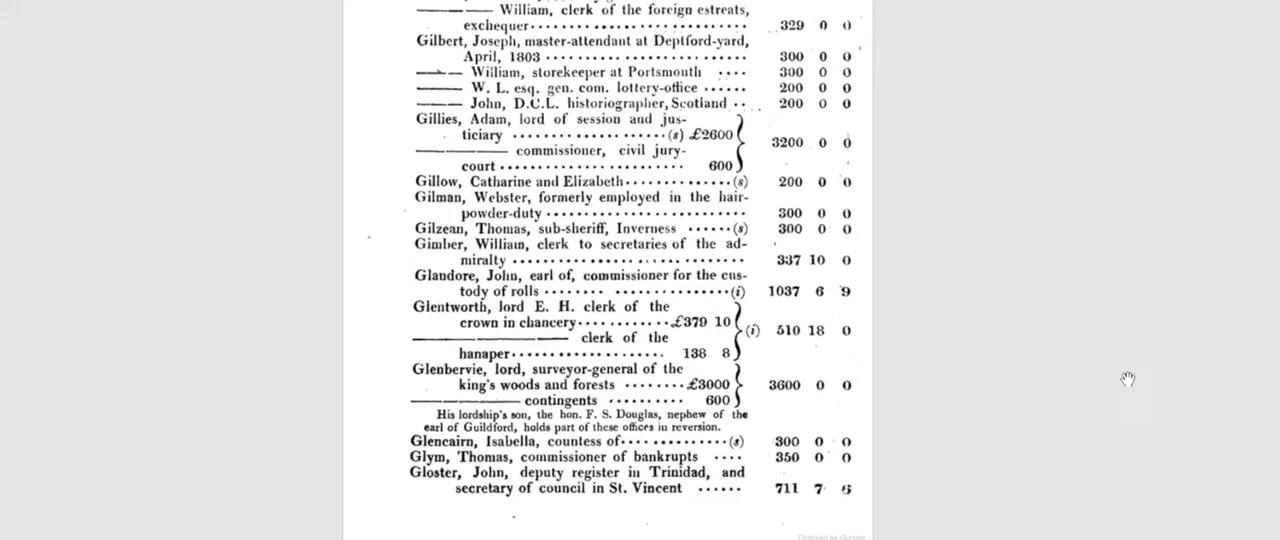 ——— William, clerk of the foreign estreats,
exchequer ........................... 329 0 0
Gilbert, Joseph, master-attendant at Deptford-yard,
April, 1803 ......................... 300 0 0
——— William, storekeeper at Portsmouth .... 300 0 0
——— W. L. esq. gen. com. lottery-office ...... 200 0 0
——— John, D.C.L. historiographer, Scotland .. 200 0 0
Gillies, Adam, lord of session and jus-
ticiary ................... (s) £2600
3200 0 0
——— commissioner, civil jury-
court ....................... 600
Gillow, Catharine and Elizabeth .............. (s) 200 0 0
Gilman, Webster, formerly employed in the hair-
powder-duty ......................... 300 0 0
Gilzean, Thomas, sub-sheriff, Inverness ...... (s) 300 0 0
Gimber, William, clerk to secretaries of the ad-
miralty ............................. 337 10 0
Glandore, John, earl of, commissioner for the cus-
tody of rolls ........ .............. (i) 1037 6 9
Glentworth, lord E. H. clerk of the
crown in chancery ............ £379 10
(i) 510 18 0
——— clerk of the
hanaper .................... 138 8
Glenbervie, lord, surveyor-general of the
king's woods and forests ........ £3000 3600 0 0
——— contingents .......... 600
His lordship's son, the hon. F. S. Douglas, nephew of the
earl of Guildford, holds part of these offices in reversion.
Glencairn, Isabella, countess of .............. (s) 300 0 0
Glym, Thomas, commissioner of bankrupts .... 350 0 0
Gloster, John, deputy register in Trinidad, and
secretary of council in St. Vincent ...... 711 7 6
Digitized by Google